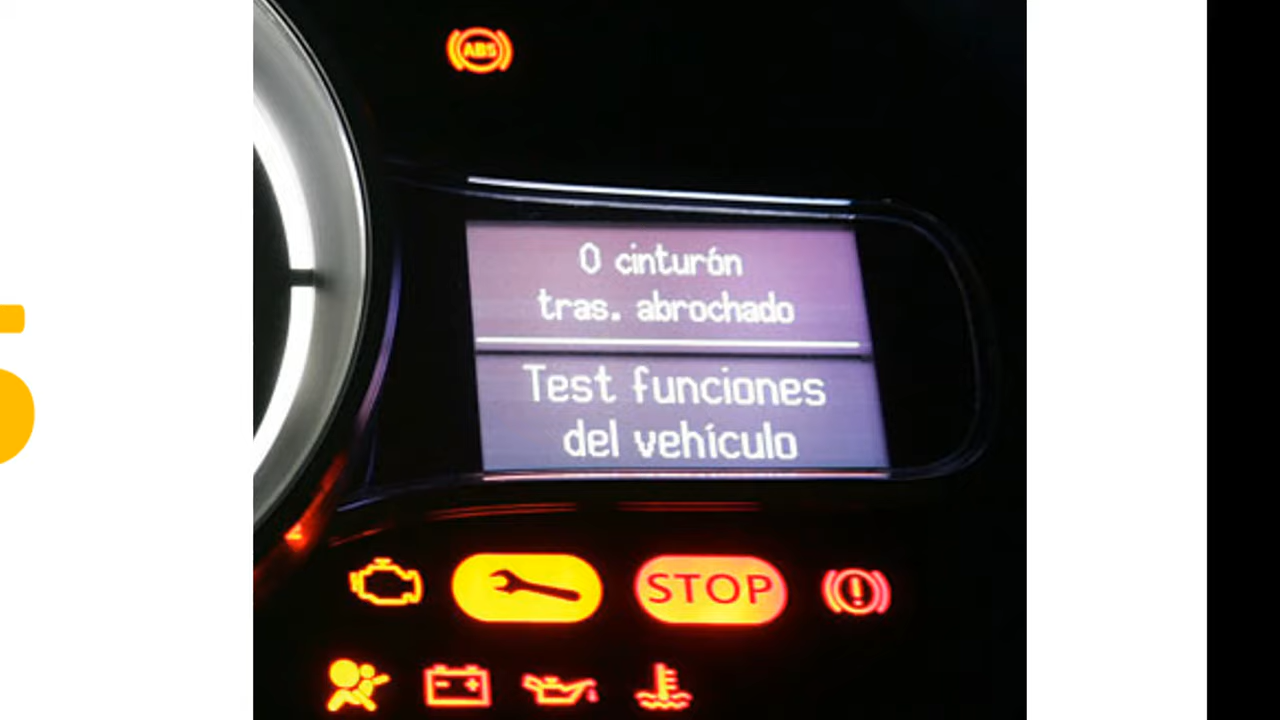 ABS
0 cinturón
tras. abrochado
Test funciones
del vehículo
STOP